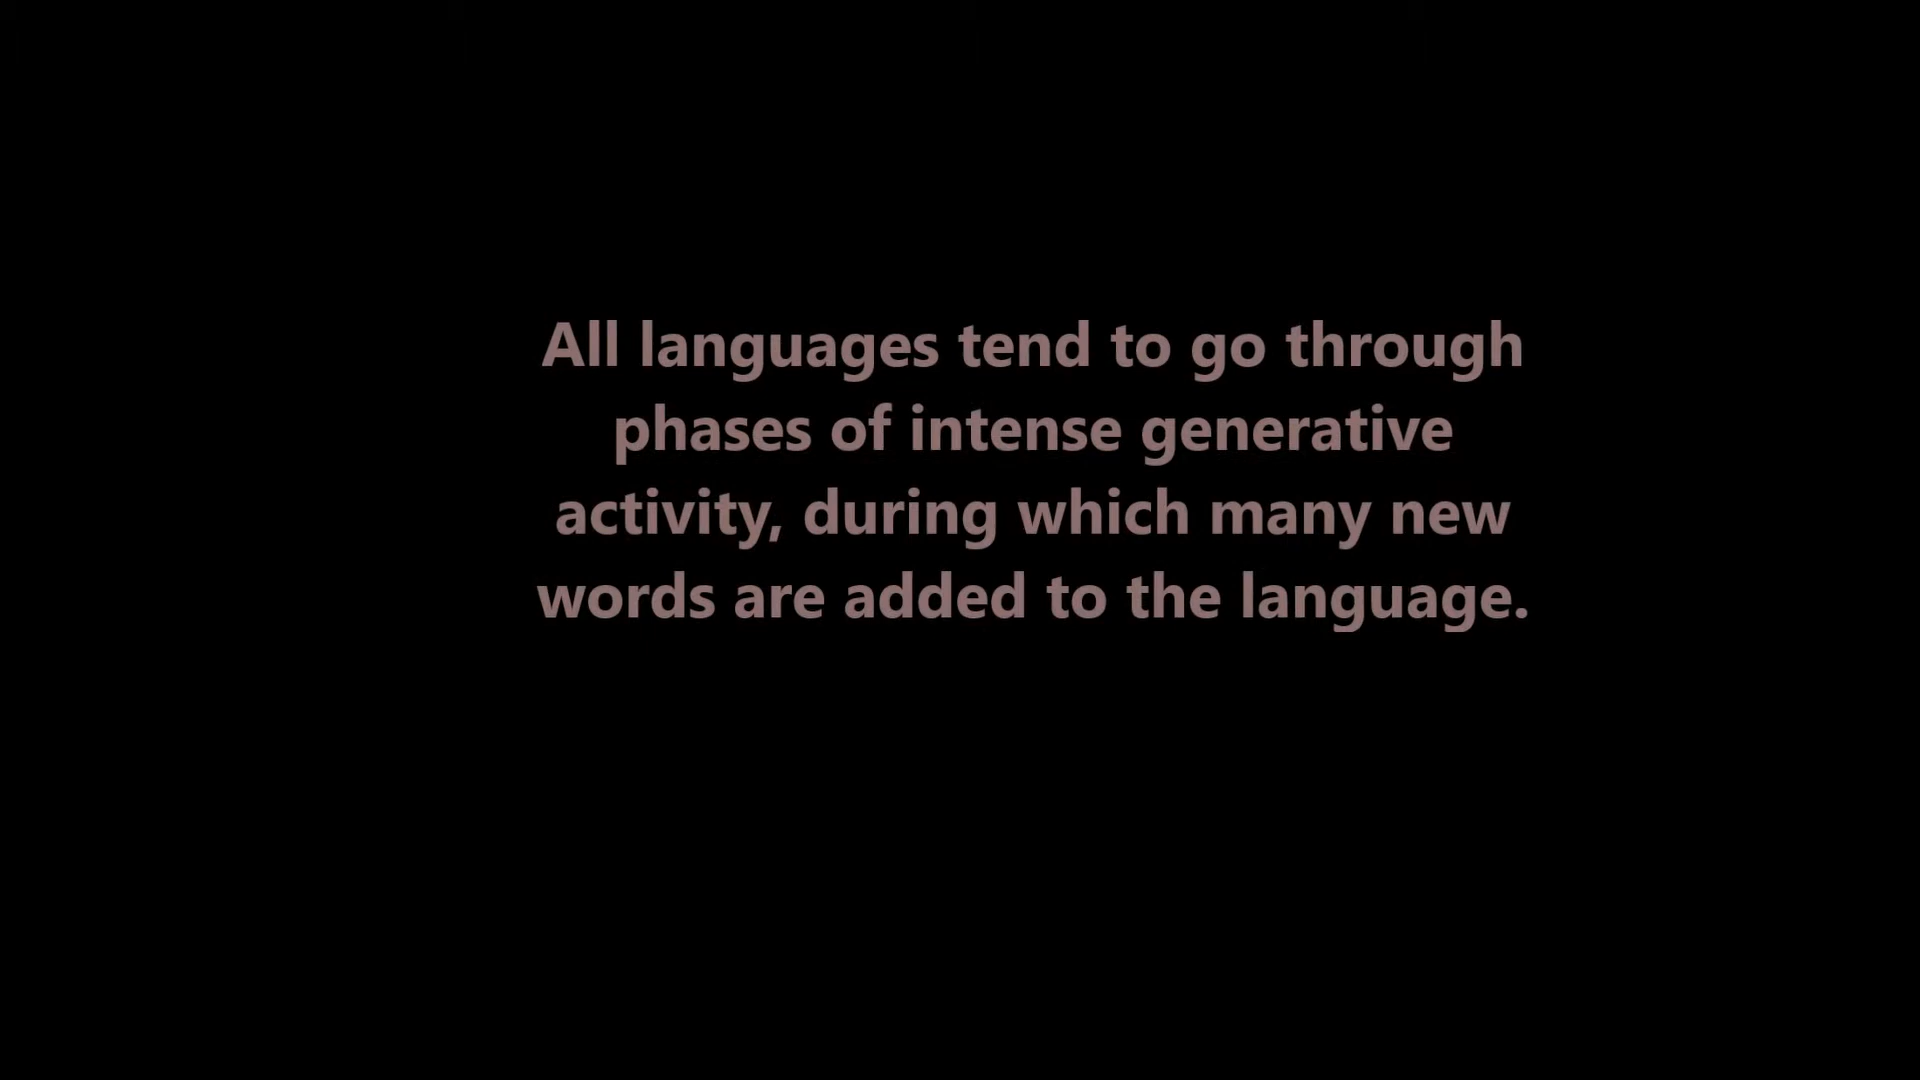 All languages tend to go through
phases of intense generative
activity, during which many new
words are added to the language.